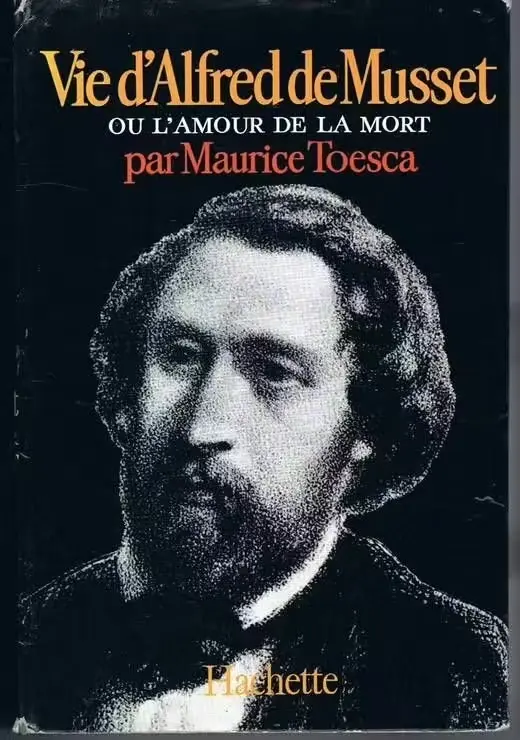 Vie d'Alfred de Musset
OU L'AMOUR DE LA MORT
par Maurice Toesca
Hachette